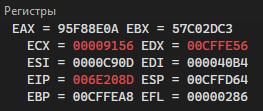 Регистры
EAX = 95F88E0A EBX = 57C02DC3
ECX = 00009156 EDX = 00CFFE56
ESI = 0000C90D EDI = 000040B4
EIP = 006E208D ESP = 00CFFD64
EBP = 00CFFEA8 EFL = 00000286